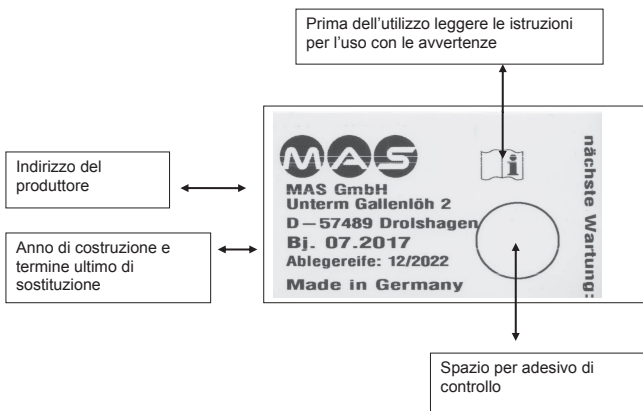 Prima dell'utilizzo leggere le istruzioni
per l'uso con le avvertenze
Indirizzo del
produttore
Anno di costruzione e
termine ultimo di
sostituzione
MAS
MAS GmbH
Unterm Gallenlöh 2
D – 57489 Drolshagen
Bj. 07.2017
Ablegereife: 12/2022
Made in Germany
i
nächste Wartung:
Spazio per adesivo di
controllo